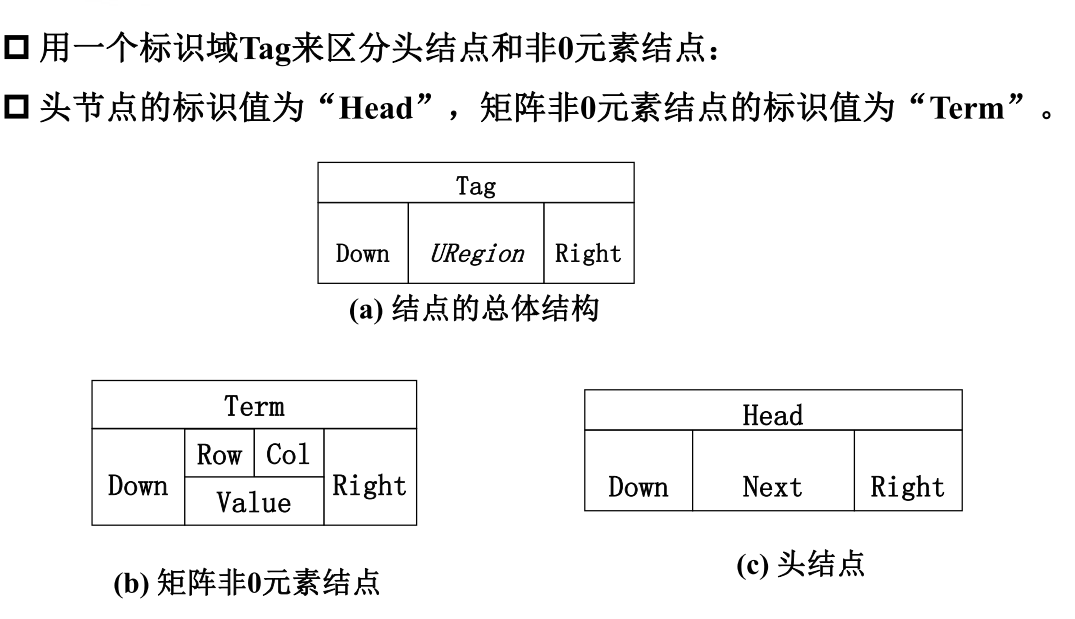 用一个标识域Tag来区分头结点和非0元素结点：
头节点的标识值为“Head”，矩阵非0元素结点的标识值为“Term”。
Tag
Down URegion Right
(a) 结点的总体结构
Term
Row Col
Down Right
Value
(b) 矩阵非0元素结点
Head
Down Next Right
(c) 头结点